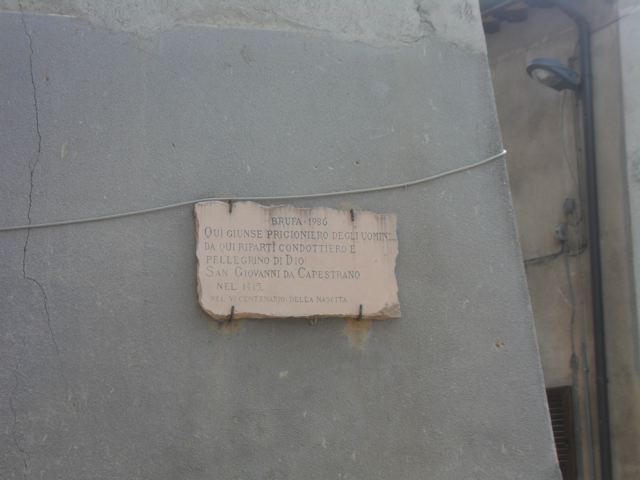 BRUFA · 1986
QUI GIUNSE PRIGIONIERO DEGLI UOMINI...
DA QUI RIPARTÌ CONDOTTIERO E
PELLEGRINO DI DIO
SAN GIOVANNI DA CAPESTRANO
NEL 1415.
NEL VI CENTENARIO DELLA NASCITA